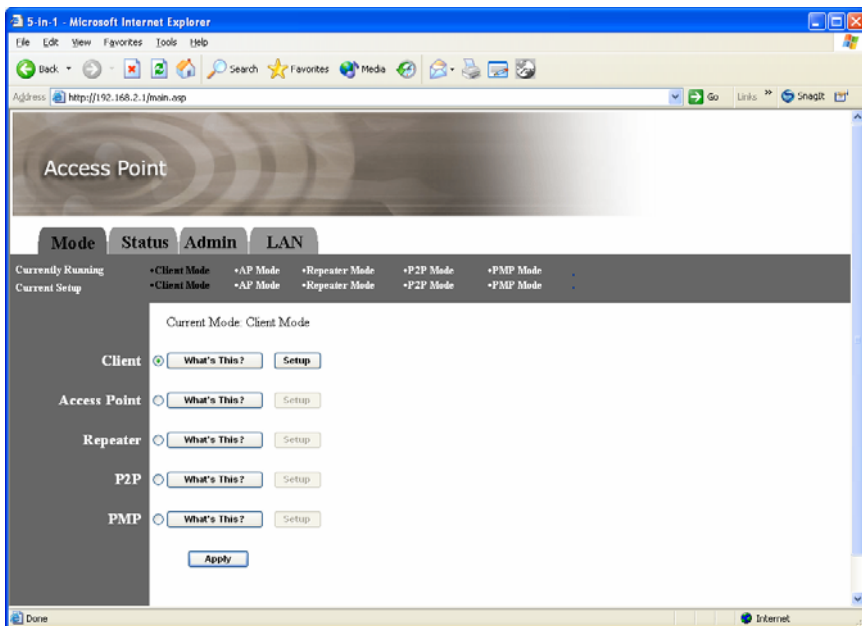 5-in-1 - Microsoft Internet Explorer
File Edit View Favorites Tools Help
Back Search Favorites Media
Address http://192.168.2.1/main.asp Go Links » SnagIt
Access Point
Mode Status Admin LAN
Currently Running •Client Mode •AP Mode •Repeater Mode •P2P Mode •PMP Mode
Current Setup •Client Mode •AP Mode •Repeater Mode •P2P Mode •PMP Mode
Current Mode: Client Mode
Client What's This? Setup
Access Point What's This? Setup
Repeater What's This? Setup
P2P What's This? Setup
PMP What's This? Setup
Apply
Done Internet